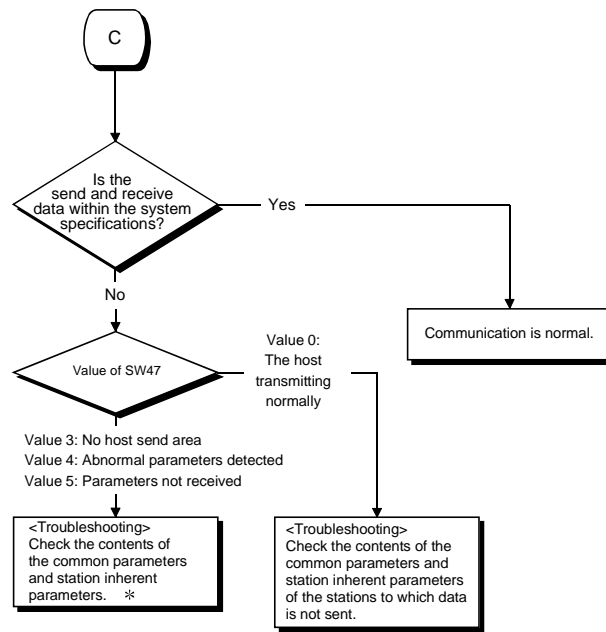 C
Is the
send and receive
data within the system
specifications?
Yes
No
Communication is normal.
Value of SW47
Value 0:
The host
transmitting
normally
Value 3: No host send area
Value 4: Abnormal parameters detected
Value 5: Parameters not received
<Troubleshooting>
Check the contents of
the common parameters
and station inherent
parameters. *
<Troubleshooting>
Check the contents of the
common parameters and
station inherent parameters
of the stations to which data
is not sent.